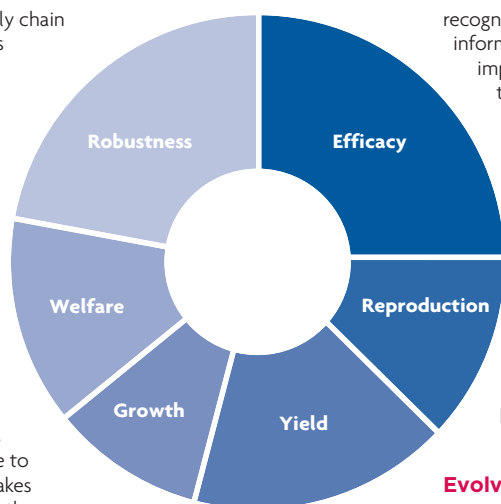 ly chain
recogn
s
inform
imp
t
Robustness
Efficacy
Welfare
Reproduction
Growth
Yield
e to
akes
Evolv